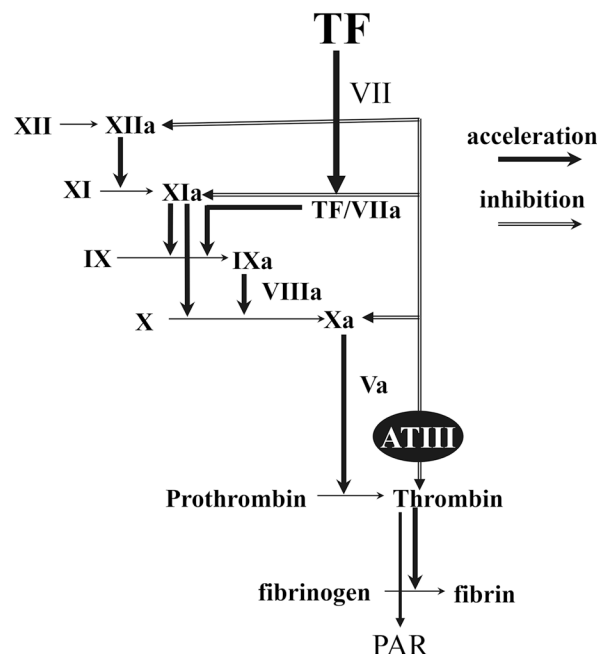 TF
VII
XII XIIa
acceleration
XI XIa
inhibition
TF/VIIa
IX IXa
VIIIa
X Xa
Va
ATIII
Prothrombin Thrombin
fibrinogen fibrin
PAR